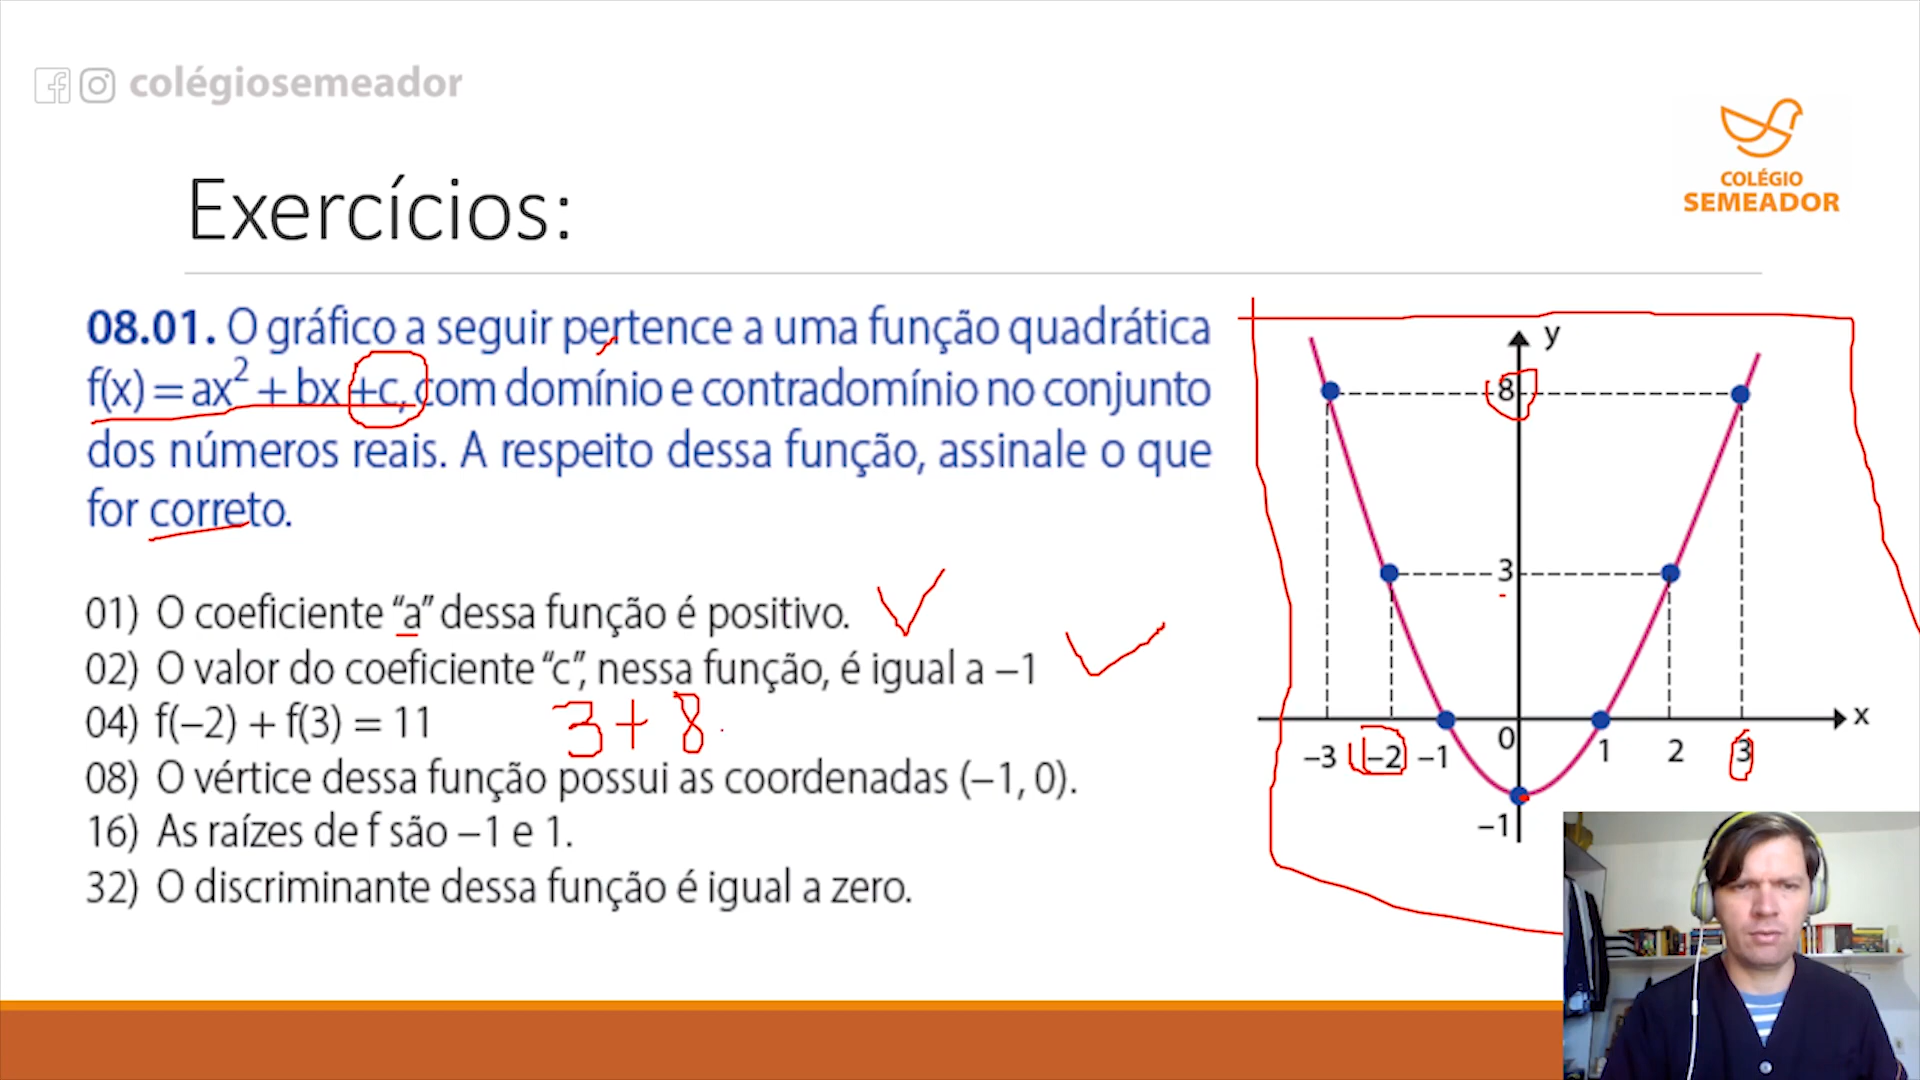 colégiosemeador
COLÉGIO
SEMEADOR
Exercícios:
08.01. O gráfico a seguir pertence a uma função quadrática
f(x) = ax² + bx +c, com domínio e contradomínio no conjunto
dos números reais. A respeito dessa função, assinale o que
for correto.
01) O coeficiente “a” dessa função é positivo.
02) O valor do coeficiente “c”, nessa função, é igual a –1
04) f(–2) + f(3) = 11
3+8
08) O vértice dessa função possui as coordenadas (–1, 0).
16) As raízes de f são –1 e 1.
32) O discriminante dessa função é igual a zero.
y
8
3
x
0
–3 –2 –1 1 2 3
–1